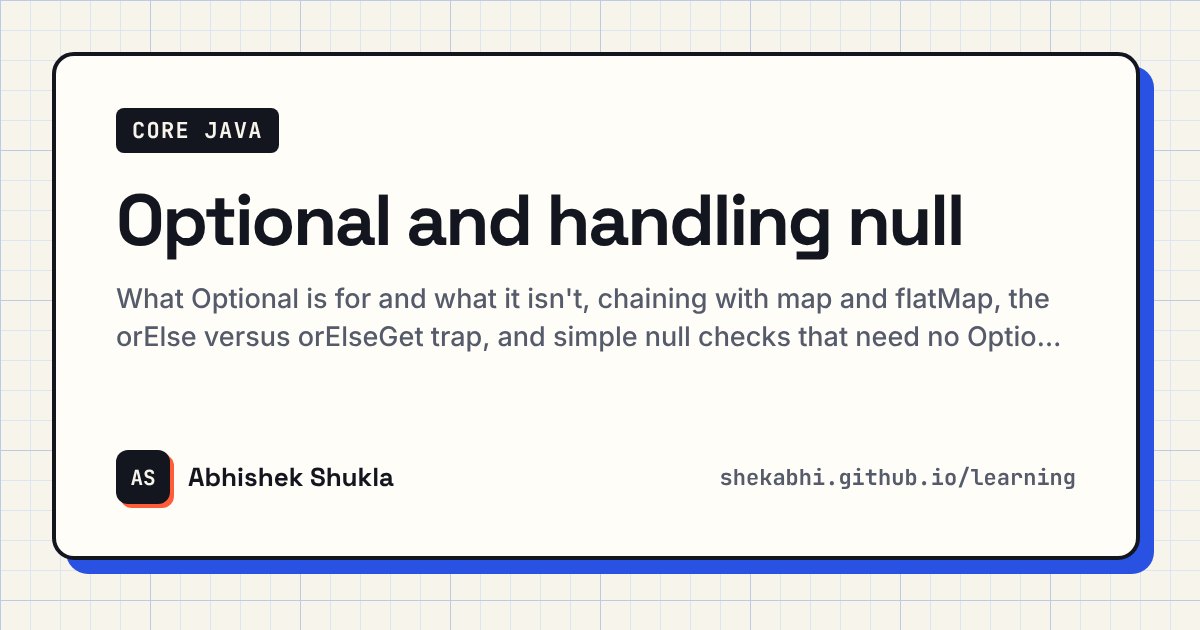 CORE JAVA
Optional and handling null
What Optional is for and what it isn't, chaining with map and flatMap, the
orElse versus orElseGet trap, and simple null checks that need no Optio...
AS
Abhishek Shukla
shekabhi.github.io/learning